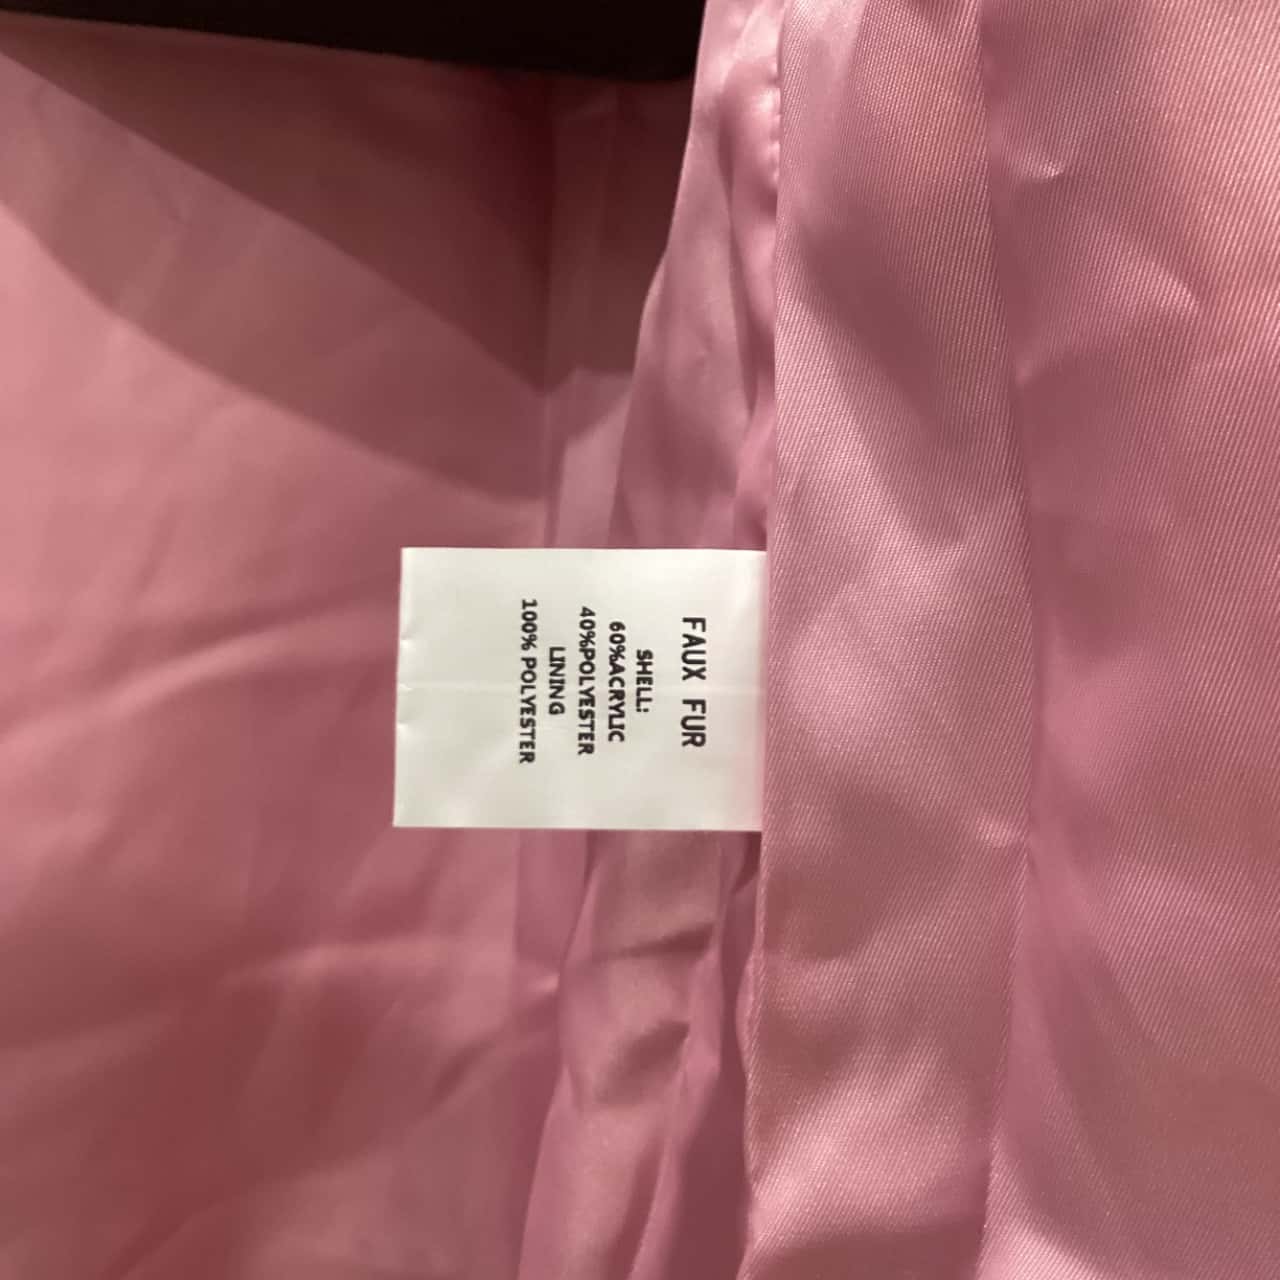 FAUX FUR
SHELL:
60%ACRYLIC
40%POLYESTER
LINING
100% POLYESTER